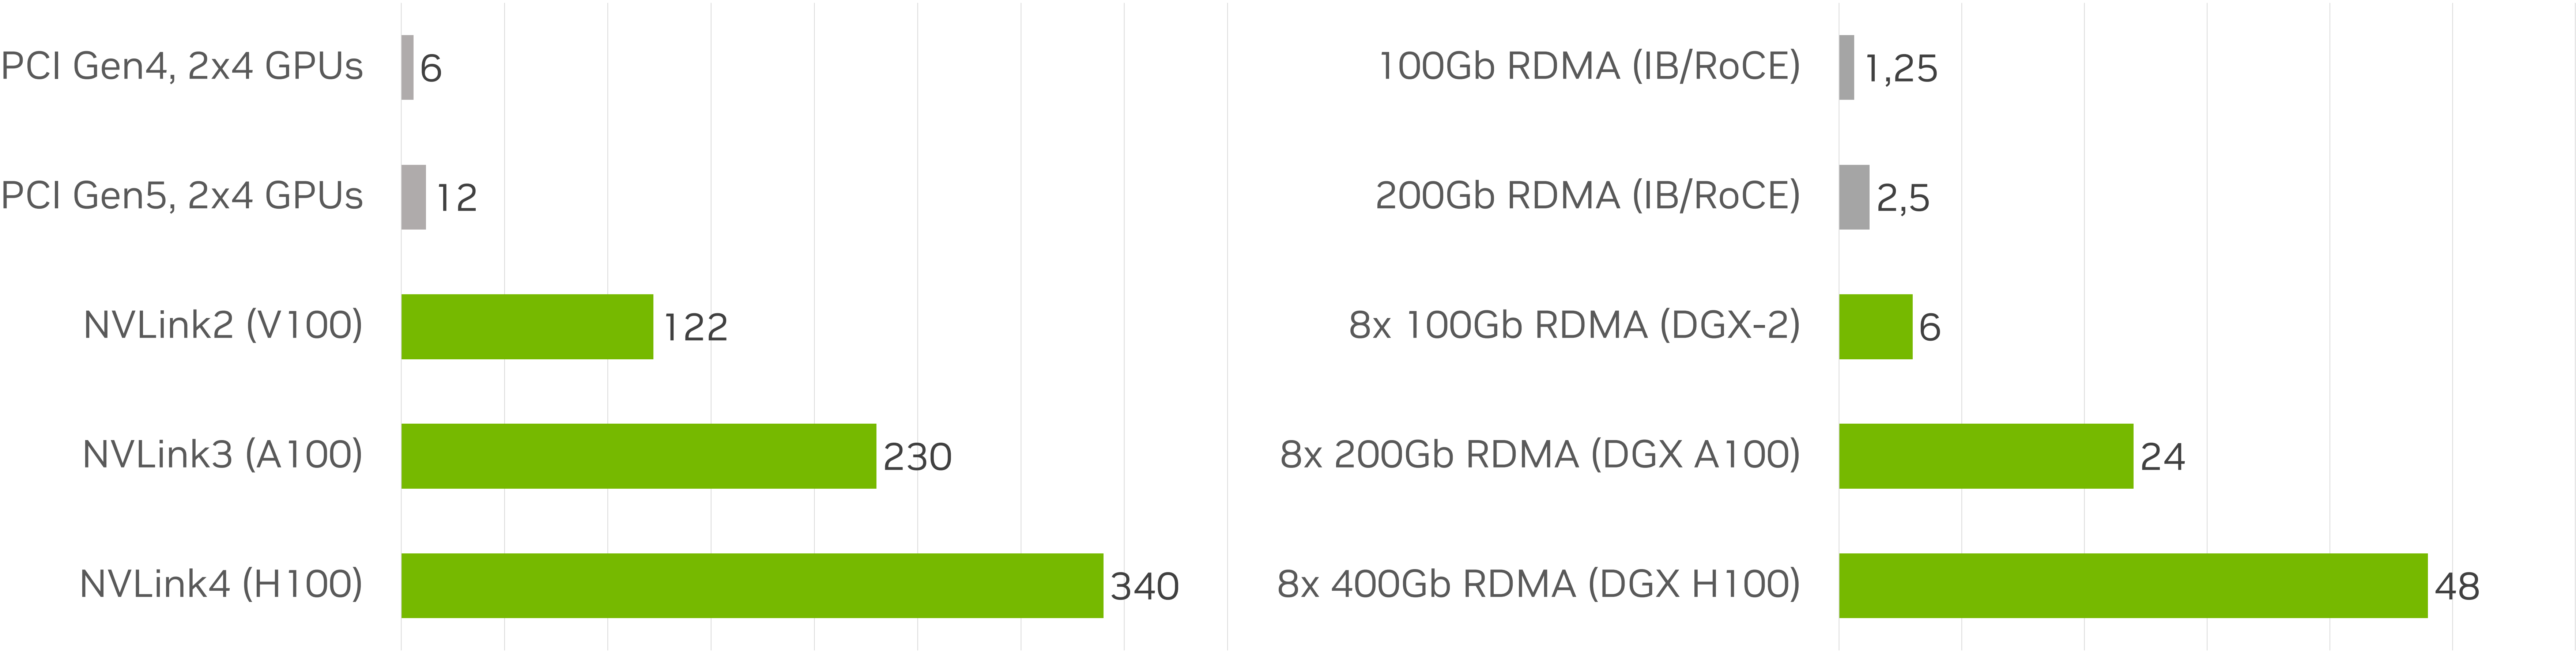 PCI Gen4, 2x4 GPUs 6
PCI Gen5, 2x4 GPUs 12
NVLink2 (V100) 122
NVLink3 (A100) 230
NVLink4 (H100) 340
100Gb RDMA (IB/RoCE) 1,25
200Gb RDMA (IB/RoCE) 2,5
8x 100Gb RDMA (DGX-2) 6
8x 200Gb RDMA (DGX A100) 24
8x 400Gb RDMA (DGX H100) 48